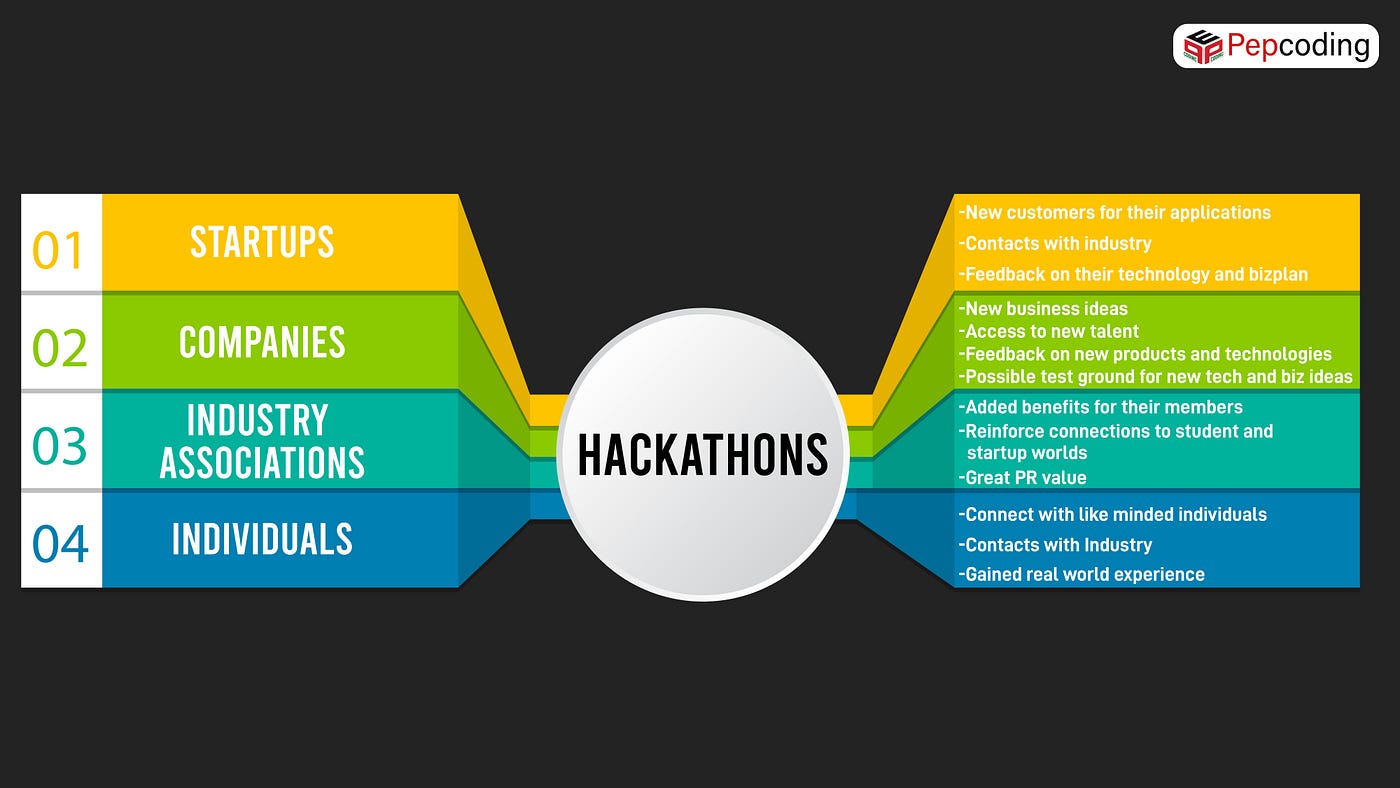 Pepcoding
01
STARTUPS
-New customers for their applications
-Contacts with industry
-Feedback on their technology and bizplan
02
COMPANIES
-New business ideas
-Access to new talent
-Feedback on new products and technologies
-Possible test ground for new tech and biz ideas
03
INDUSTRY
ASSOCIATIONS
-Added benefits for their members
-Reinforce connections to student and
startup worlds
-Great PR value
04
INDIVIDUALS
-Connect with like minded individuals
-Contacts with Industry
-Gained real world experience
HACKATHONS